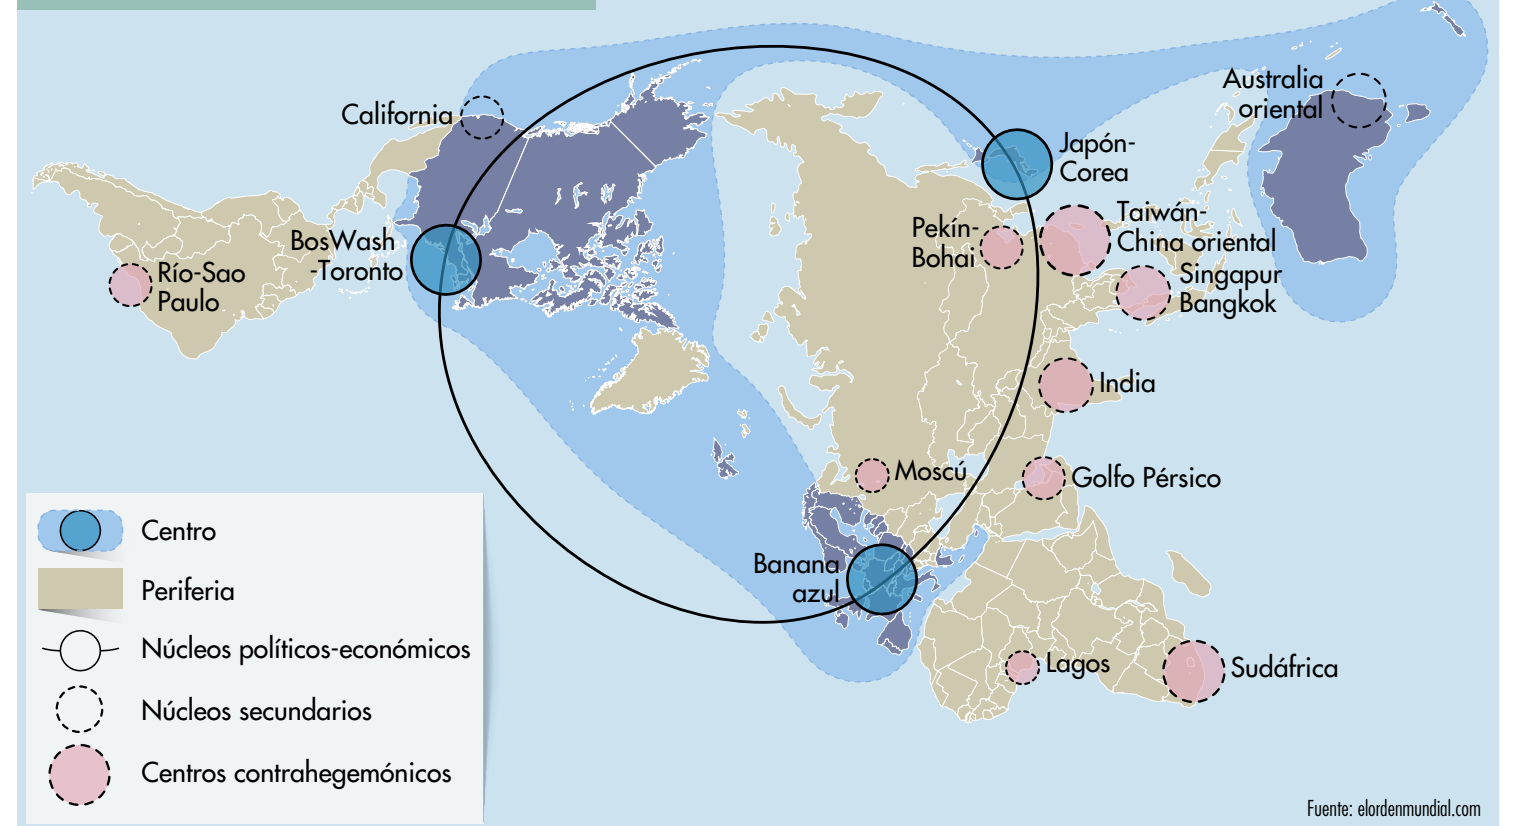 California
Australia
oriental
Japón-
Corea
Taiwán-
China oriental
Pekín-
Bohai
BosWash
-Toronto
Río-Sao
Paulo
Singapur
Bangkok
India
Moscú
Golfo Pérsico
Banana
azul
Lagos
Sudáfrica
Centro
Periferia
Núcleos políticos-económicos
Núcleos secundarios
Centros contrahegemónicos
Fuente: elordenmundial.com